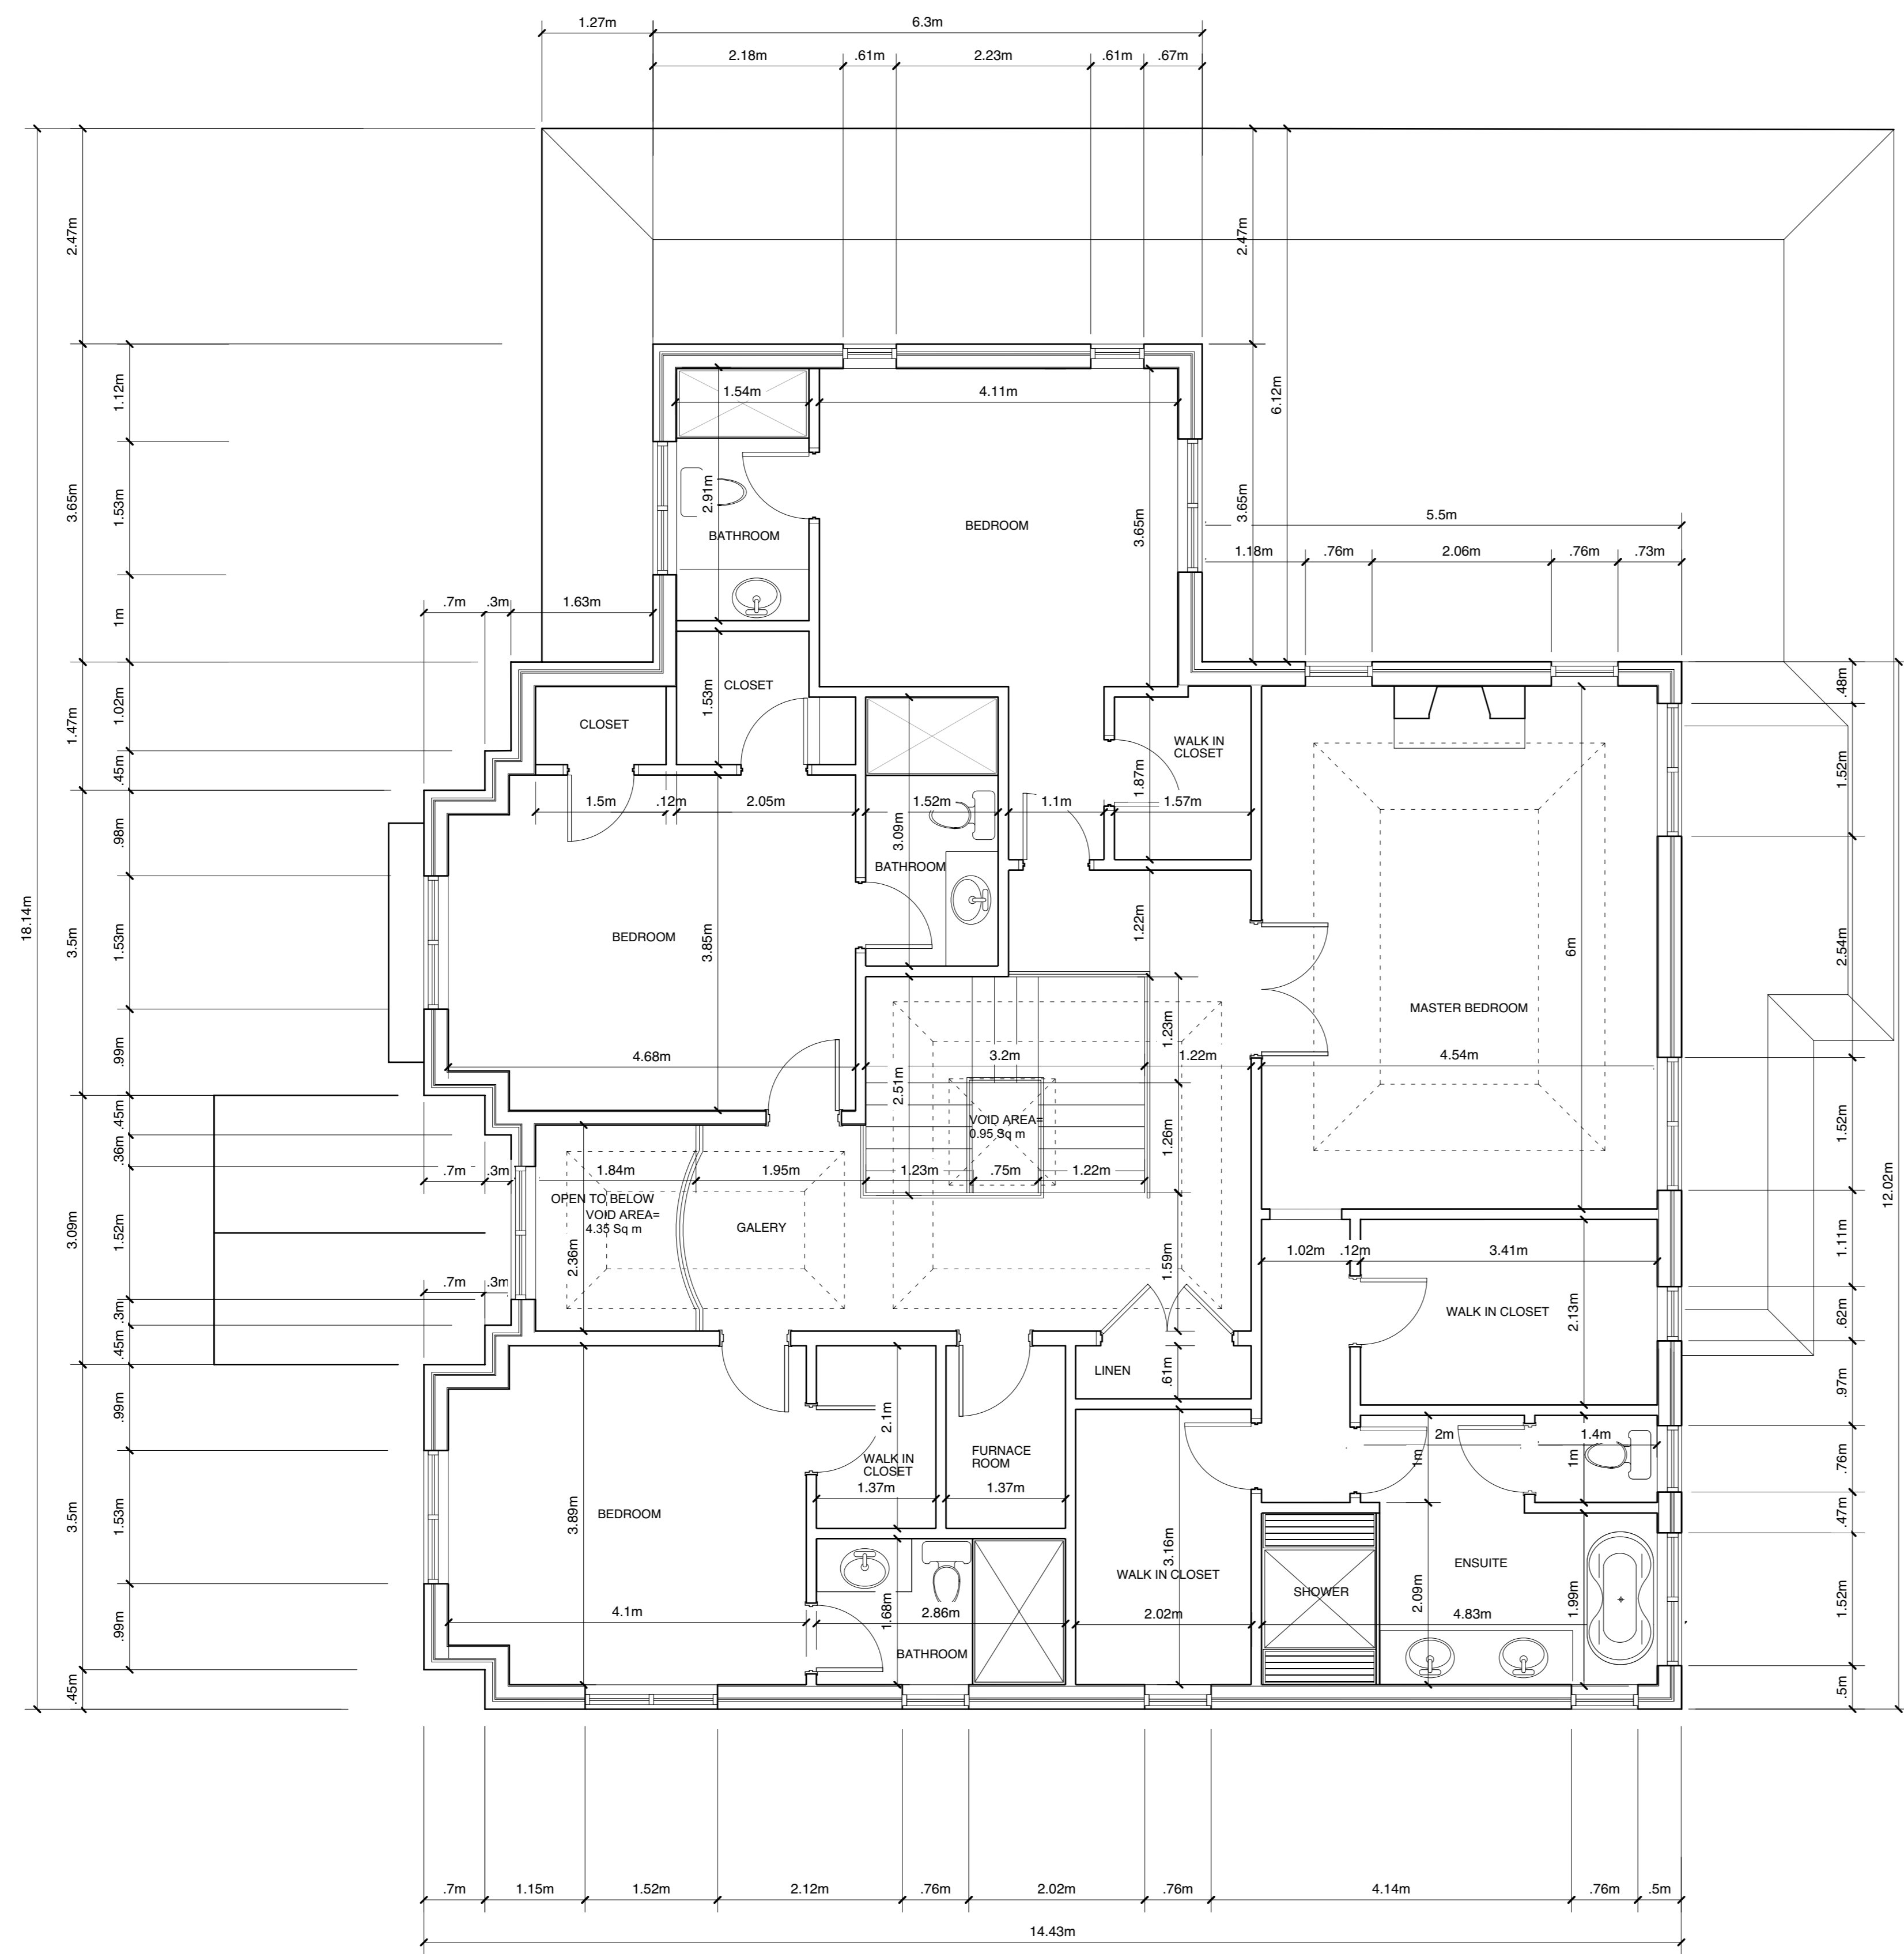 1.27m
6.3m
2.18m
.61m
2.23m
.61m
.67m
2.47m
2.47m
6.12m
1.12m
1.54m
4.11m
3.65m
1.53m
2.91m
BATHROOM
BEDROOM
3.65m
3.65m
5.5m
1.18m
.76m
2.06m
.76m
.73m
1m
.7m
.3m
1.63m
1.47m
1.02m
.45m
CLOSET
1.53m
CLOSET
WALK IN
CLOSET
1.87m
.48m
1.52m
1.5m
.12m
2.05m
1.52m
1.1m
1.57m
.98m
3.09m
BATHROOM
18.14m
3.5m
1.53m
BEDROOM
3.85m
1.22m
6m
2.54m
MASTER BEDROOM
.99m
4.68m
3.2m
1.22m
1.23m
4.54m
2.51m
VOID AREA=
0.95 Sq m
1.26m
1.52m
.45m
.36m
.7m
.3m
1.84m
1.95m
1.23m
.75m
1.22m
OPEN TO BELOW
VOID AREA=
4.35 Sq m
GALERY
12.02m
3.09m
1.52m
2.36m
1.59m
1.02m
.12m
3.41m
1.11m
.7m
.3m
.3m
.45m
WALK IN CLOSET
2.13m
.62m
LINEN
.61m
.97m
.99m
2.1m
WALK IN
CLOSET
1.37m
FURNACE
ROOM
1.37m
2m
1m
1.4m
1m
.76m
3.5m
1.53m
BEDROOM
3.89m
.47m
3.16m
WALK IN CLOSET
2.02m
ENSUITE
SHOWER
2.09m
4.83m
1.99m
1.52m
4.1m
1.68m
2.86m
BATHROOM
.99m
.45m
.5m
.7m
1.15m
1.52m
2.12m
.76m
2.02m
.76m
4.14m
.76m
.5m
14.43m